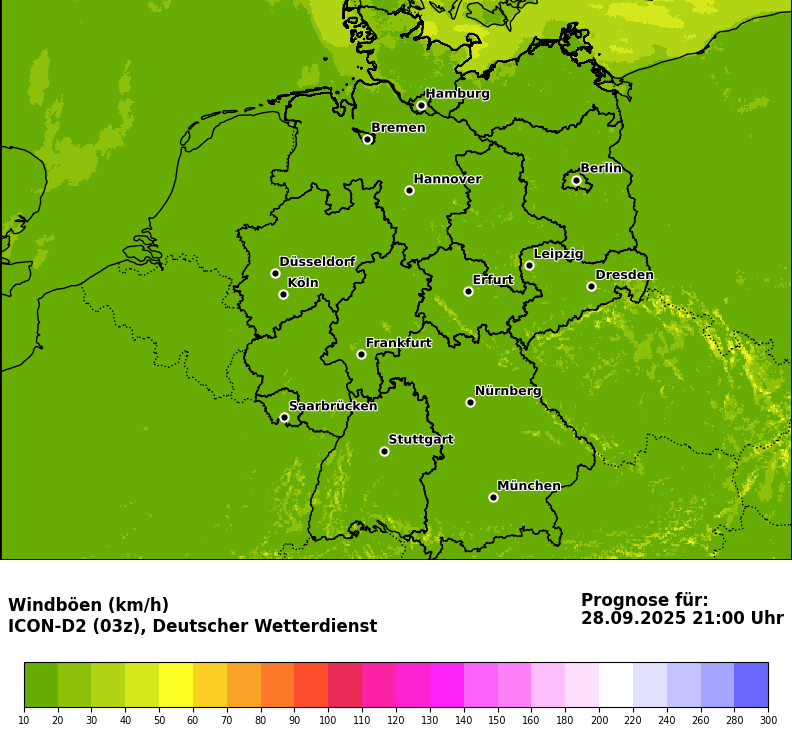 Hamburg
Bremen
Berlin
Hannover
Leipzig
Düsseldorf
Dresden
Köln
Erfurt
Frankfurt
Nürnberg
Saarbrücken
Stuttgart
München
Windböen (km/h)
ICON-D2 (03z), Deutscher Wetterdienst
Prognose für:
28.09.2025 21:00 Uhr
10 20 30 40 50 60 70 80 90 100 110 120 130 140 150 160 180 200 220 240 260 280 300